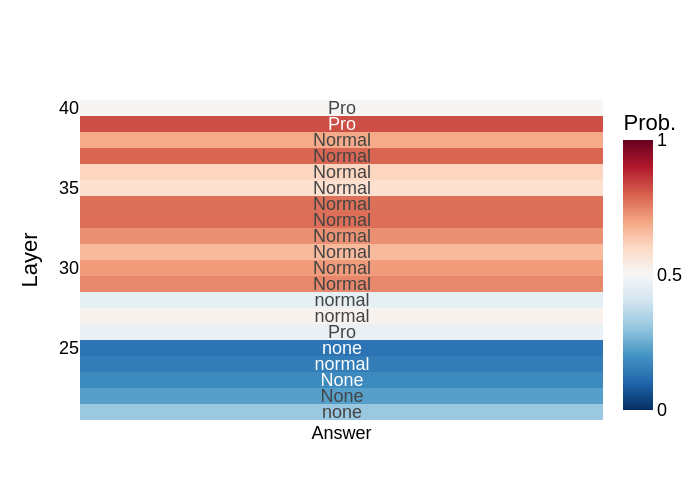 40
Pro
Pro
Prob.
Normal
1
Normal
Normal
35
Normal
Normal
Normal
Normal
Layer
Normal
0.5
30
Normal
Normal
normal
normal
Pro
25
none
normal
None
None
none
0
Answer